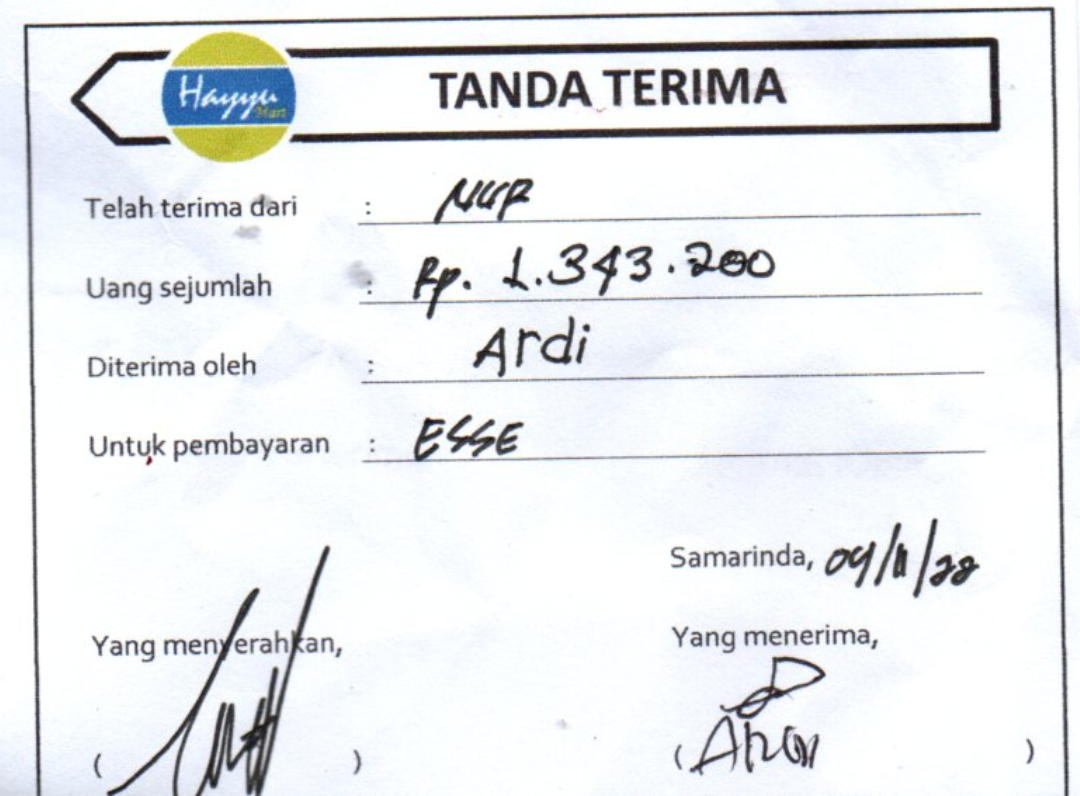 Hayyu
Mart
TANDA TERIMA
Telah terima dari : NUR
Uang sejumlah : Rp. 1.343.200
Diterima oleh : Ardi
Untuk pembayaran : ESSE
Samarinda, 04/11/22
Yang menyerahkan,
Yang menerima,
( )
( )